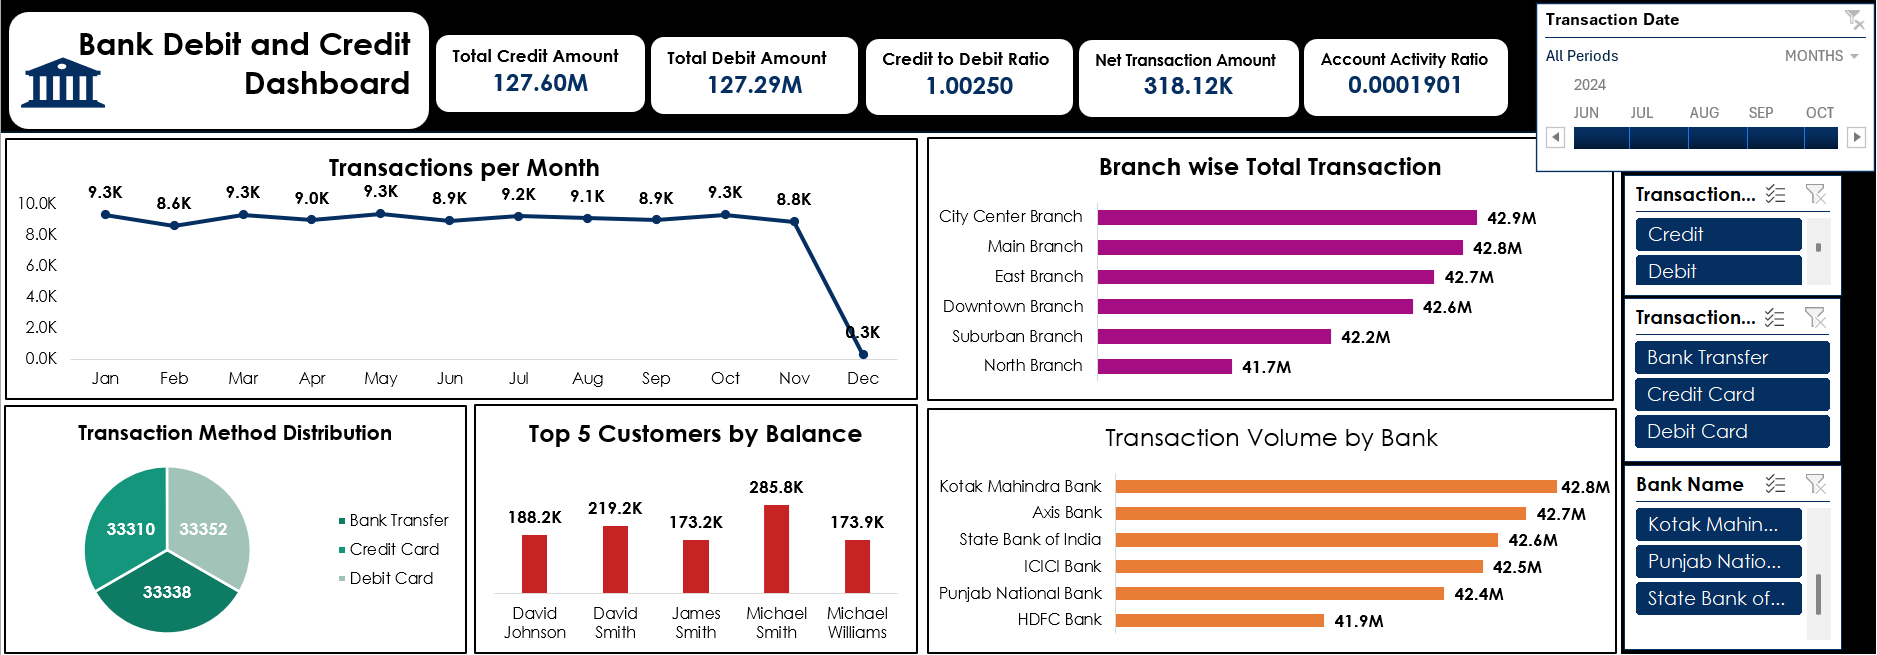 Bank Debit and Credit
Dashboard
Total Credit Amount
127.60M
Total Debit Amount
127.29M
Credit to Debit Ratio
1.00250
Net Transaction Amount
318.12K
Account Activity Ratio
0.0001901
Transaction Date
All Periods
MONTHS
2024
JUN JUL AUG SEP OCT
Transactions per Month
9.3K 8.6K 9.3K 9.0K 9.3K 8.9K 9.2K 9.1K 8.9K 9.3K 8.8K 0.3K
10.0K
8.0K
6.0K
4.0K
2.0K
0.0K
Jan Feb Mar Apr May Jun Jul Aug Sep Oct Nov Dec
Branch wise Total Transaction
City Center Branch 42.9M
Main Branch 42.8M
East Branch 42.7M
Downtown Branch 42.6M
Suburban Branch 42.2M
North Branch 41.7M
Transaction...
Credit
Debit
Transaction...
Bank Transfer
Credit Card
Debit Card
Transaction Method Distribution
33310 33352
33338
Bank Transfer
Credit Card
Debit Card
Top 5 Customers by Balance
188.2K 219.2K 173.2K 285.8K 173.9K
David David James Michael Michael
Johnson Smith Smith Smith Williams
Transaction Volume by Bank
Kotak Mahindra Bank 42.8M
Axis Bank 42.7M
State Bank of India 42.6M
ICICI Bank 42.5M
Punjab National Bank 42.4M
HDFC Bank 41.9M
Bank Name
Kotak Mahin...
Punjab Natio...
State Bank of...